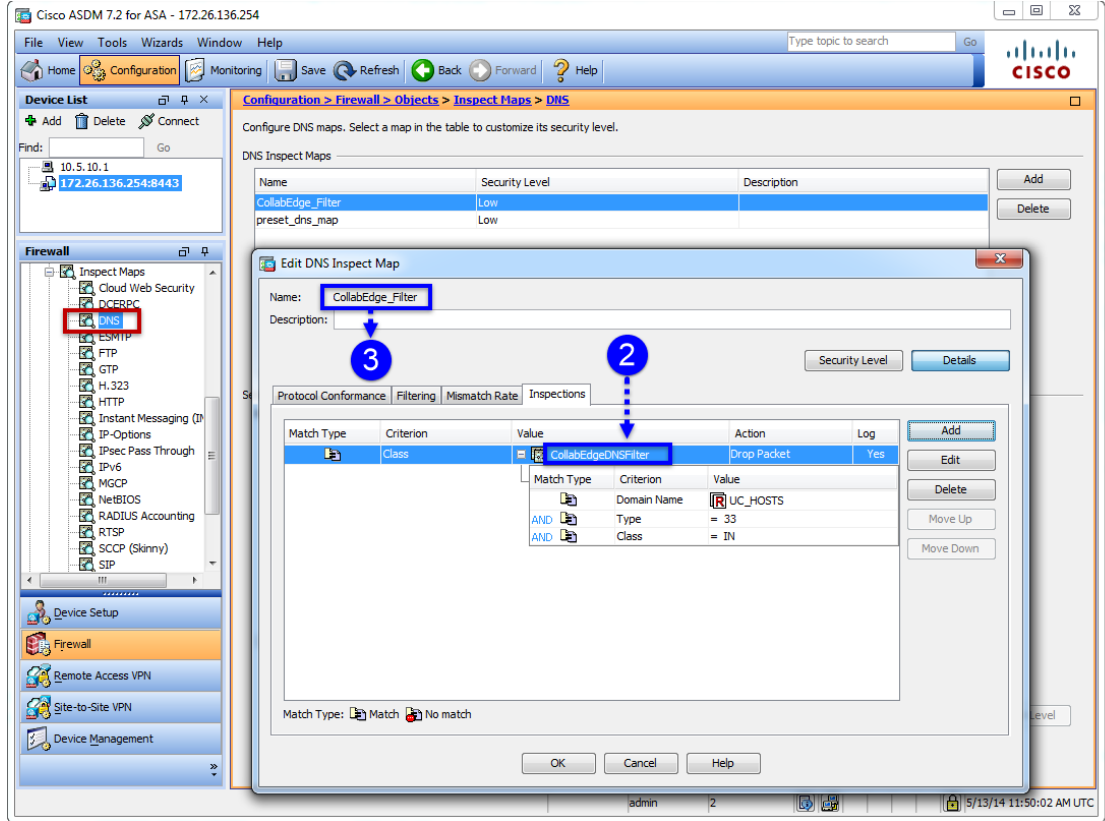 Cisco ASDM 7.2 for ASA - 172.26.136.254
File View Tools Wizards Window Help
Type topic to search Go
Home Configuration Monitoring Save Refresh Back Forward Help
CISCO
Device List
Add Delete Connect
Find: Go
10.5.10.1
172.26.136.254:8443
Firewall
Inspect Maps
Cloud Web Security
DCERPC
DNS
ESMTP
FTP
GTP
H.323
HTTP
Instant Messaging (IM
IP-Options
IPsec Pass Through
IPv6
MGCP
NetBIOS
RADIUS Accounting
RTSP
SCCP (Skinny)
SIP
Device Setup
Firewall
Remote Access VPN
Site-to-Site VPN
Device Management
Configuration > Firewall > Objects > Inspect Maps > DNS
Configure DNS maps. Select a map in the table to customize its security level.
DNS Inspect Maps
Name Security Level Description
CollabEdge_Filter Low
preset_dns_map Low
Add
Delete
Edit DNS Inspect Map
Name: CollabEdge_Filter
Description:
3
2
Security Level Details
Protocol Conformance Filtering Mismatch Rate Inspections
Match Type Criterion Value Action Log
Class CollabEdgeDNSFilter Drop Packet Yes
Match Type Criterion Value
Domain Name R UC_HOSTS
AND Type = 33
AND Class = IN
Add
Edit
Delete
Move Up
Move Down
Match Type: Match No match
OK Cancel Help
Level
admin 2 5/13/14 11:50:02 AM UTC